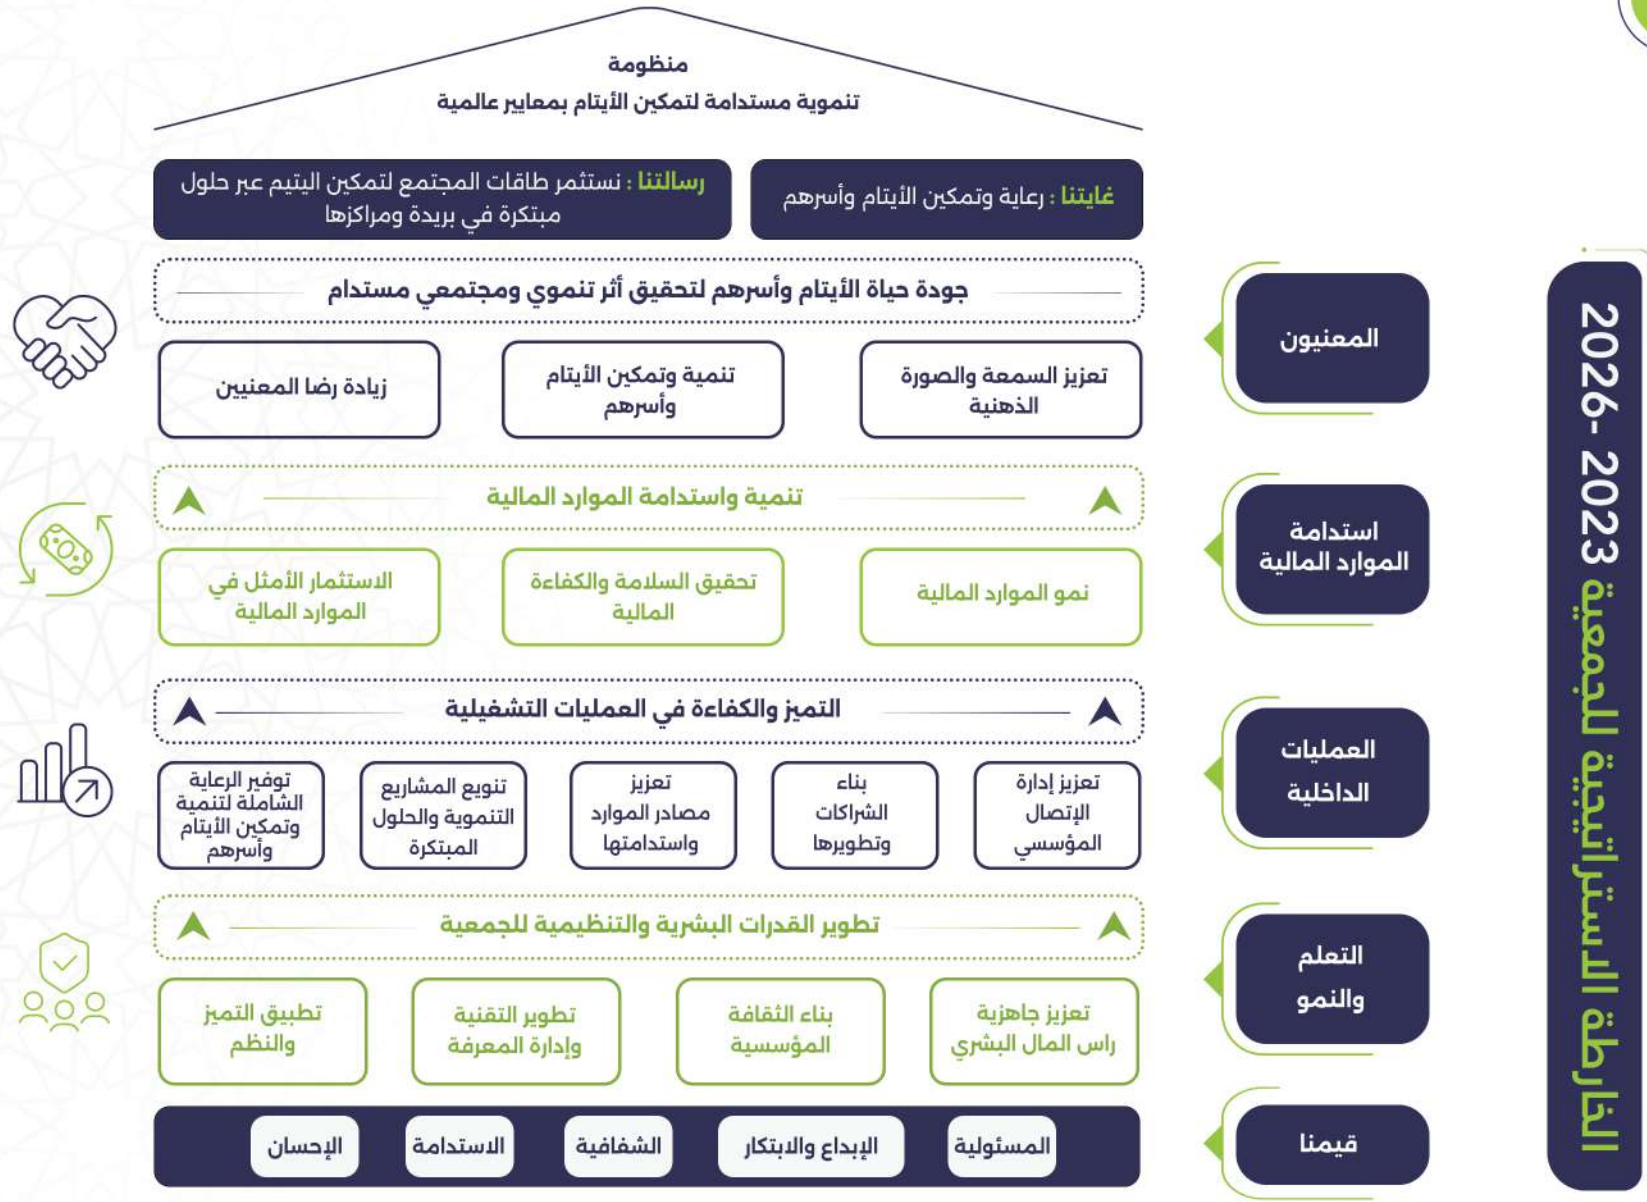 منظومة
تنموية مستدامة لتمكين الأيتام بمعايير عالمية
غايتنا : رعاية وتمكين الأيتام وأسرهم
رسالتنا : نستثمر طاقات المجتمع لتمكين اليتيم عبر حلول
مبتكرة في بريدة ومراكزها
الخارطة الاستراتيجية للجمعية 2023 -2026
المعنيون
جودة حياة الأيتام وأسرهم لتحقيق أثر تنموي ومجتمعي مستدام
تعزيز السمعة والصورة
الذهنية
تنمية وتمكين الأيتام
وأسرهم
زيادة رضا المعنيين
استدامة
الموارد المالية
تنمية واستدامة الموارد المالية
نمو الموارد المالية
تحقيق السلامة والكفاءة
المالية
الاستثمار الأمثل في
الموارد المالية
العمليات
الداخلية
التميز والكفاءة في العمليات التشغيلية
تعزيز إدارة
الإتصال
المؤسسي
بناء
الشراكات
وتطويرها
تعزيز
مصادر الموارد
واستدامتها
تنويع المشاريع
التنموية والحلول
المبتكرة
توفير الرعاية
الشاملة لتنمية
وتمكين الأيتام
وأسرهم
التعلم
والنمو
تطوير القدرات البشرية والتنظيمية للجمعية
تعزيز جاهزية
راس المال البشري
بناء الثقافة
المؤسسية
تطوير التقنية
وإدارة المعرفة
تطبيق التميز
والنظم
قيمنا
المسئولية
الإبداع والابتكار
الشفافية
الاستدامة
الإحسان